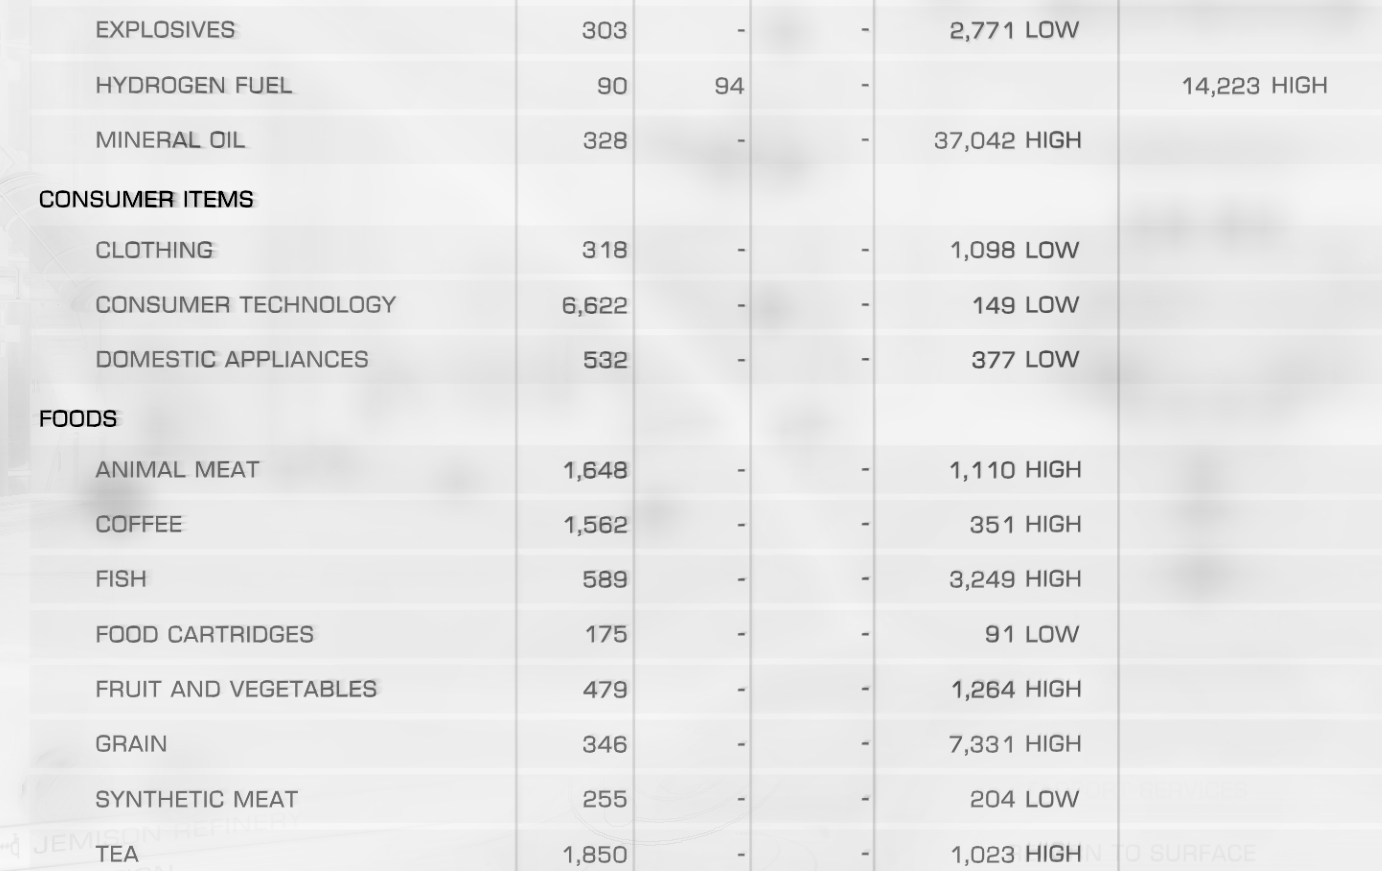 EXPLOSIVES 303 - - 2,771 LOW
HYDROGEN FUEL 90 94 - 14,223 HIGH
MINERAL OIL 328 - - 37,042 HIGH
CONSUMER ITEMS
CLOTHING 318 - - 1,098 LOW
CONSUMER TECHNOLOGY 6,622 - - 149 LOW
DOMESTIC APPLIANCES 532 - - 377 LOW
FOODS
ANIMAL MEAT 1,648 - - 1,110 HIGH
COFFEE 1,562 - - 351 HIGH
FISH 589 - - 3,249 HIGH
FOOD CARTRIDGES 175 - - 91 LOW
FRUIT AND VEGETABLES 479 - - 1,264 HIGH
GRAIN 346 - - 7,331 HIGH
SYNTHETIC MEAT 255 - - 204 LOW
JEMISON REFINERY
TEA 1,850 - - 1,023 HIGH
TO SURFACE